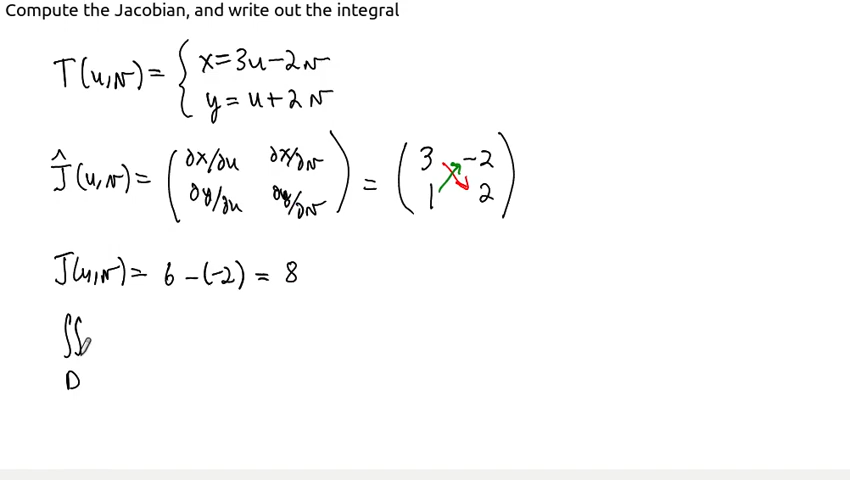 Compute the Jacobian, and write out the integral
T(u,v) = { x=3u-2v
y= u+2v
Ĵ(u,v) = ( ∂x/∂u ∂x/∂v = ( 3 -2
∂y/∂u ∂y/∂v ) 1 2 )
J(u,v) = 6 -(-2) = 8
∬
D